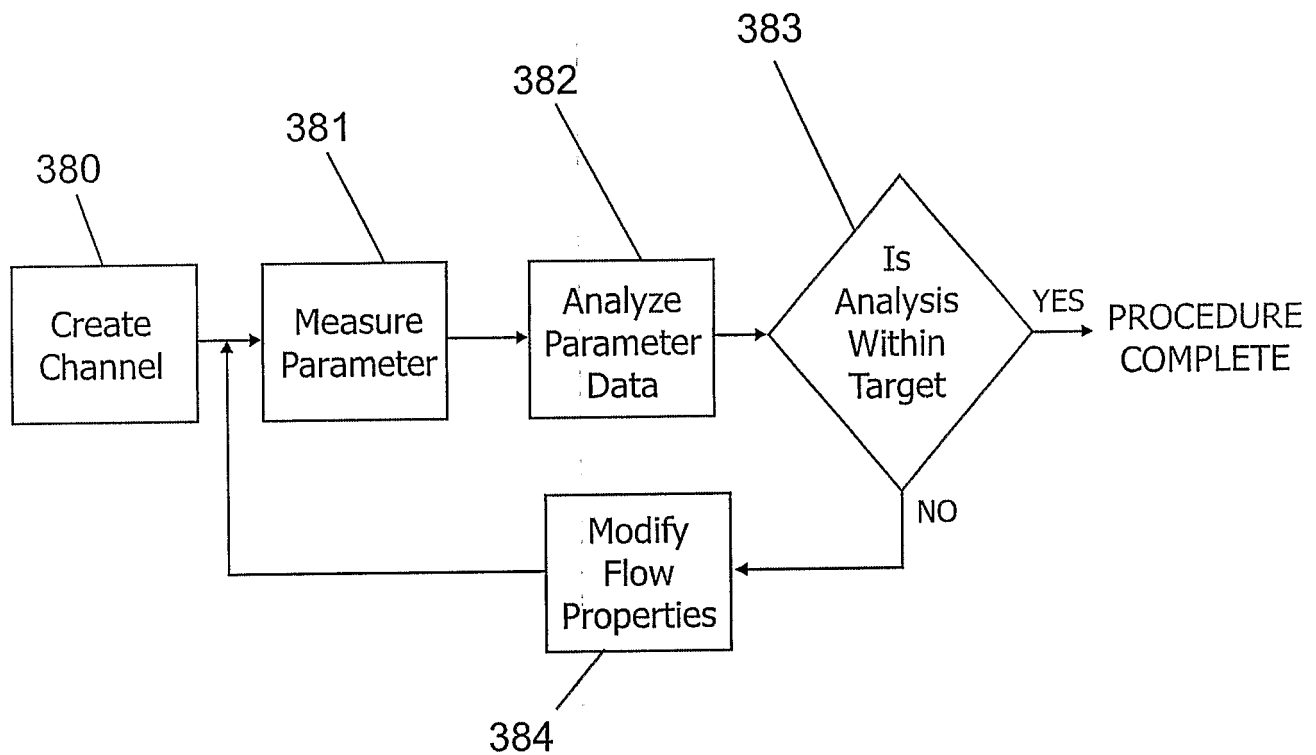 380
381
382
383
Create
Channel
Measure
Parameter
Analyze
Parameter
Data
Is
Analysis
Within
Target
YES
PROCEDURE
COMPLETE
NO
Modify
Flow
Properties
384